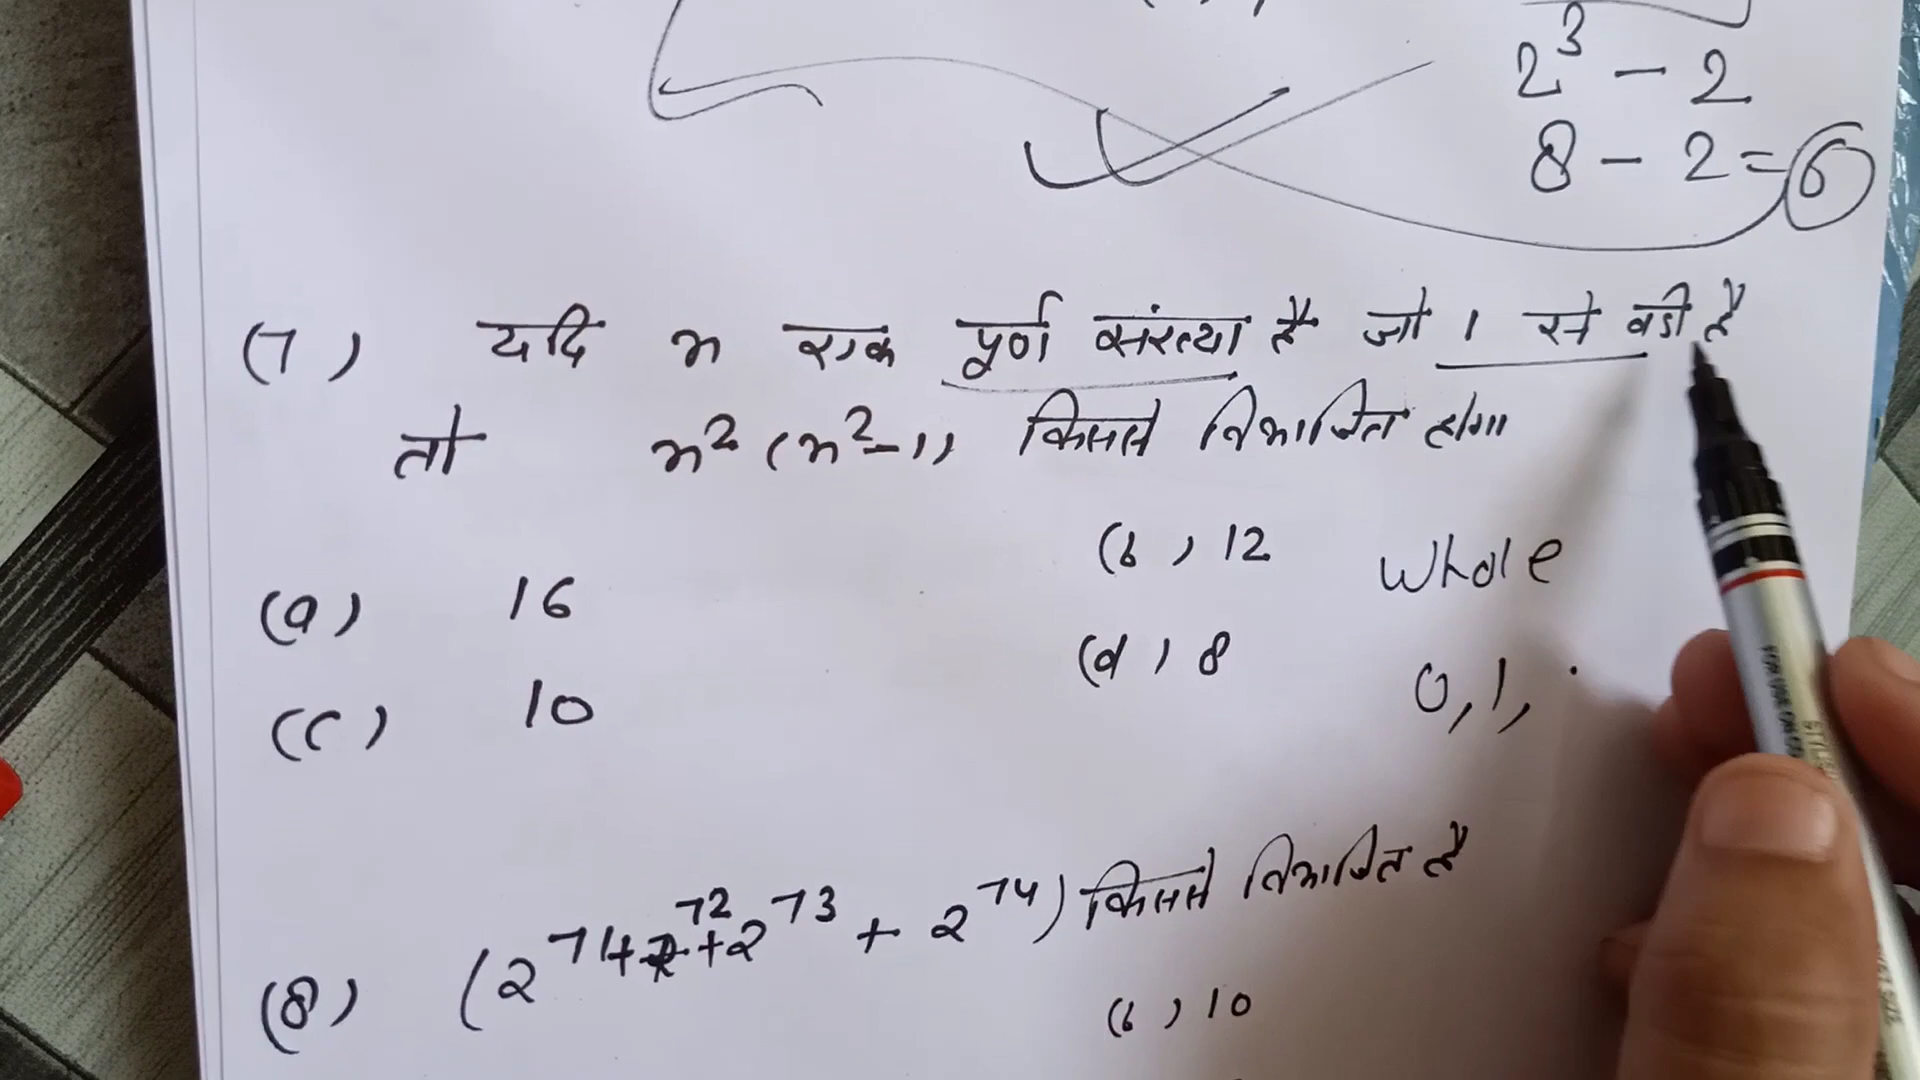 2³ - 2
8 - 2 = 6
(7) यदि n एक पूर्ण संख्या है जो 1 से बडी है
तो n² (n²-1) किससे विभाजित होगा
(a) 16 (b) 12
(c) 10 (d) 8
Whole
0, 1, .
(8) (2⁷¹ + 2⁷² + 2⁷³ + 2⁷⁴) किससे विभाजित है
(b) 10